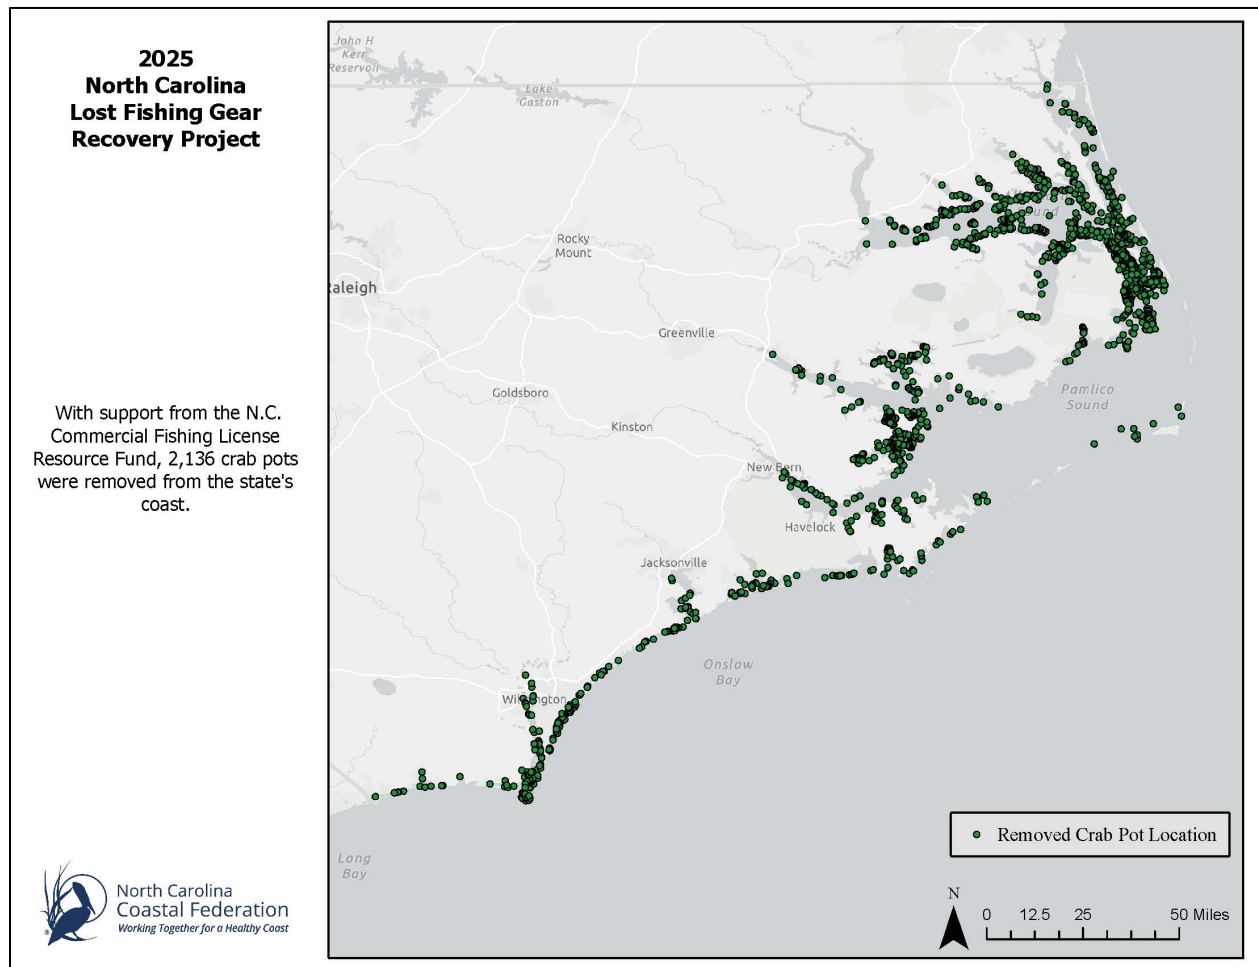 2025
North Carolina
Lost Fishing Gear
Recovery Project
With support from the N.C.
Commercial Fishing License
Resource Fund, 2,136 crab pots
were removed from the state's
coast.
North Carolina
Coastal Federation
Working Together for a Healthy Coast
®
John H
Kerr
Reservoir
Lake
Gaston
Rocky
Mount
Raleigh
Greenville
Goldsboro
Kinston
New Bern
Havelock
Jacksonville
Pamlico
Sound
Onslow
Bay
Long
Bay
Removed Crab Pot Location
N
0 12.5 25 50 Miles